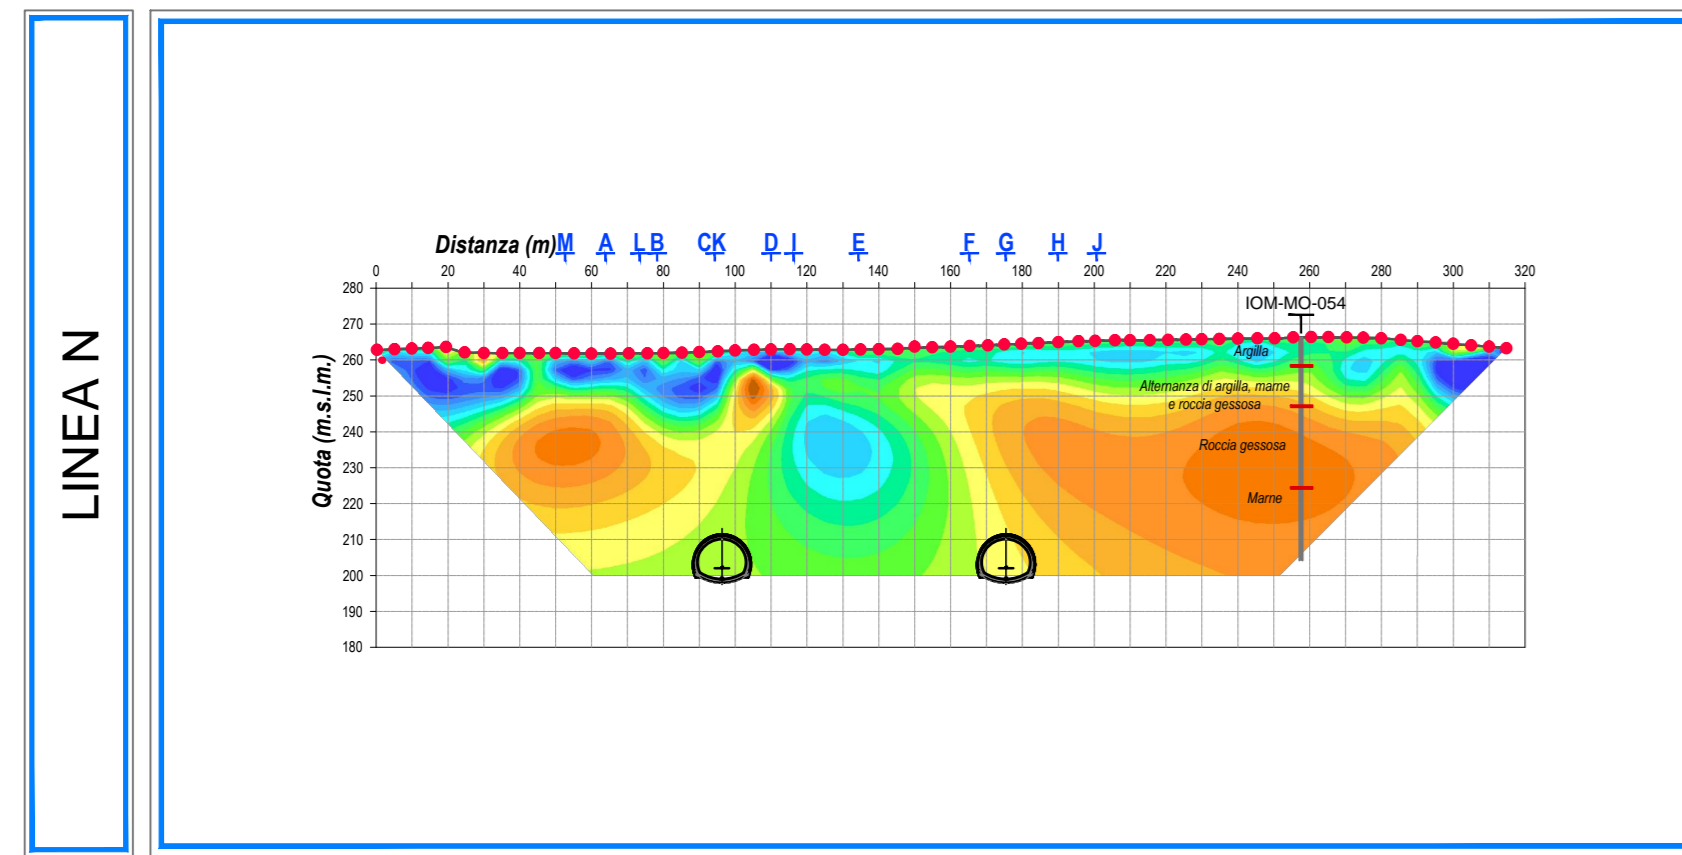 LINEA N
Distanza (m) M A L B C K D I E F G H J
0 20 40 60 80 100 120 140 160 180 200 220 240 260 280 300 320
Quota (m.s.l.m.)
280
270
260
250
240
230
220
210
200
190
180
IOM-MO-054
Argilla
Alternanza di argilla, marne
e roccia gessosa
Roccia gessosa
Marne